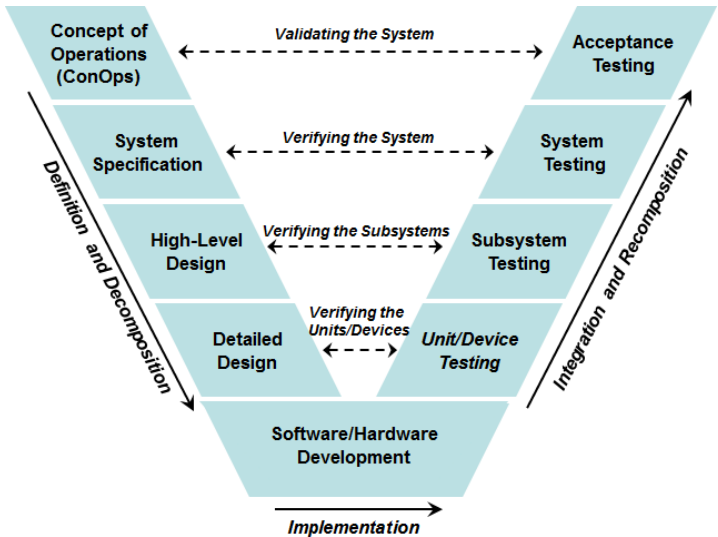 Concept of
Operations
(ConOps)
Validating the System
Acceptance
Testing
System
Specification
Verifying the System
System
Testing
High-Level
Design
Verifying the Subsystems
Subsystem
Testing
Detailed
Design
Verifying the
Units/Devices
Unit/Device
Testing
Software/Hardware
Development
Definition and Decomposition
Implementation
Integration and Recomposition